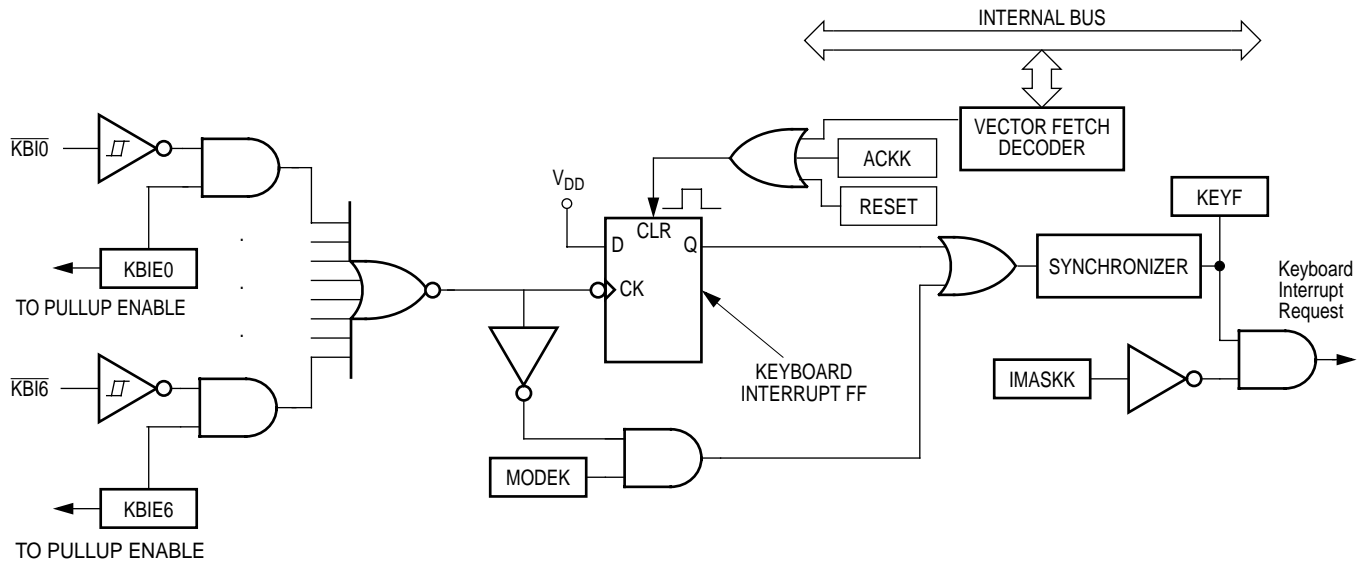 INTERNAL BUS
KBI0
VECTOR FETCH
DECODER
ACKK
RESET
VDD
KEYF
CLR
D
Q
CK
KBIE0
TO PULLUP ENABLE
.
.
.
SYNCHRONIZER
Keyboard
Interrupt
Request
KBI6
KEYBOARD
INTERRUPT FF
IMASKK
MODEK
KBIE6
TO PULLUP ENABLE